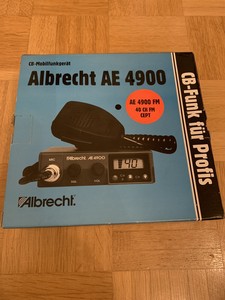 CB-Mobilfunkgerät
Albrecht AE 4900
AE 4900 FM
40 CH FM
CEPT
CB-Funk für Profis
Albrecht AE 4900
Albrecht.